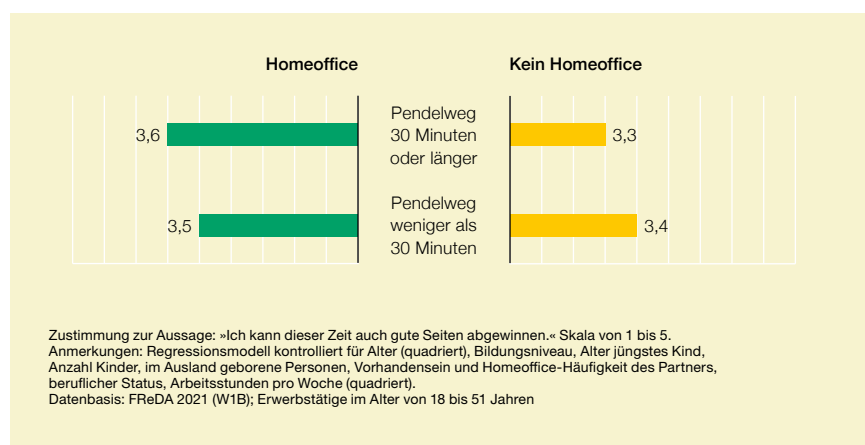 Homeoffice
Kein Homeoffice
Pendelweg
30 Minuten
oder länger
3,6
3,3
Pendelweg
weniger als
30 Minuten
3,5
3,4
Zustimmung zur Aussage: »Ich kann dieser Zeit auch gute Seiten abgewinnen.« Skala von 1 bis 5.
Anmerkungen: Regressionsmodell kontrolliert für Alter (quadriert), Bildungsniveau, Alter jüngstes Kind,
Anzahl Kinder, im Ausland geborene Personen, Vorhandensein und Homeoffice-Häufigkeit des Partners,
beruflicher Status, Arbeitsstunden pro Woche (quadriert).
Datenbasis: FReDA 2021 (W1B); Erwerbstätige im Alter von 18 bis 51 Jahren